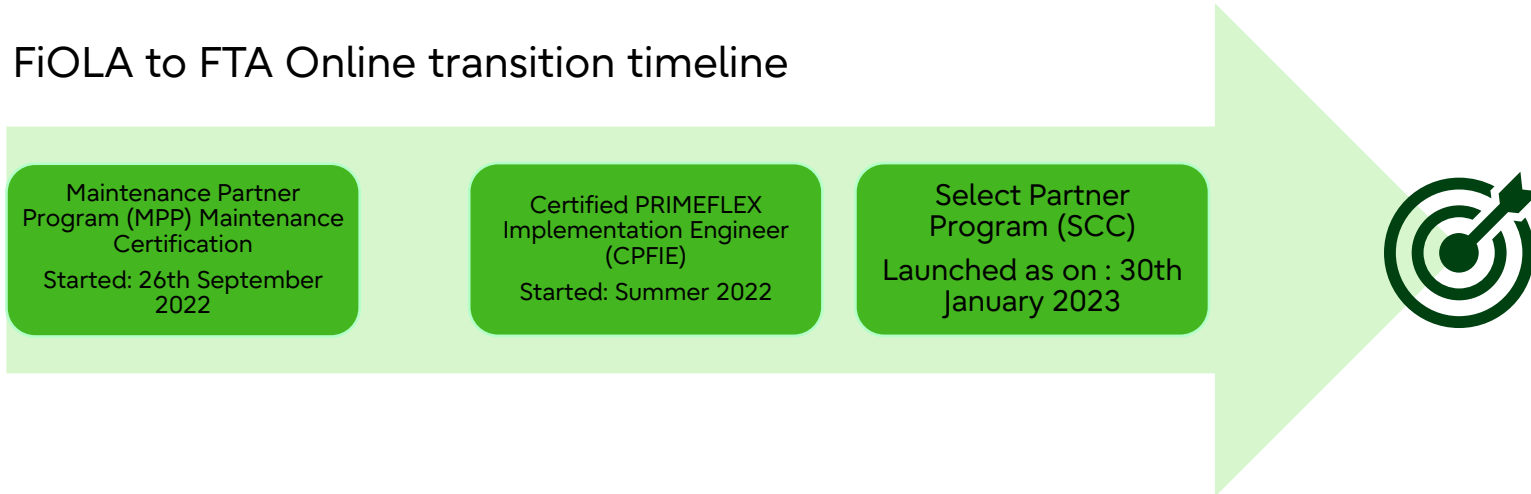 FiOLA to FTA Online transition timeline
Maintenance Partner
Program (MPP) Maintenance
Certification
Started: 26th September
2022
Certified PRIMEFLEX
Implementation Engineer
(CPFIE)
Started: Summer 2022
Select Partner
Program (SCC)
Launched as on : 30th
January 2023